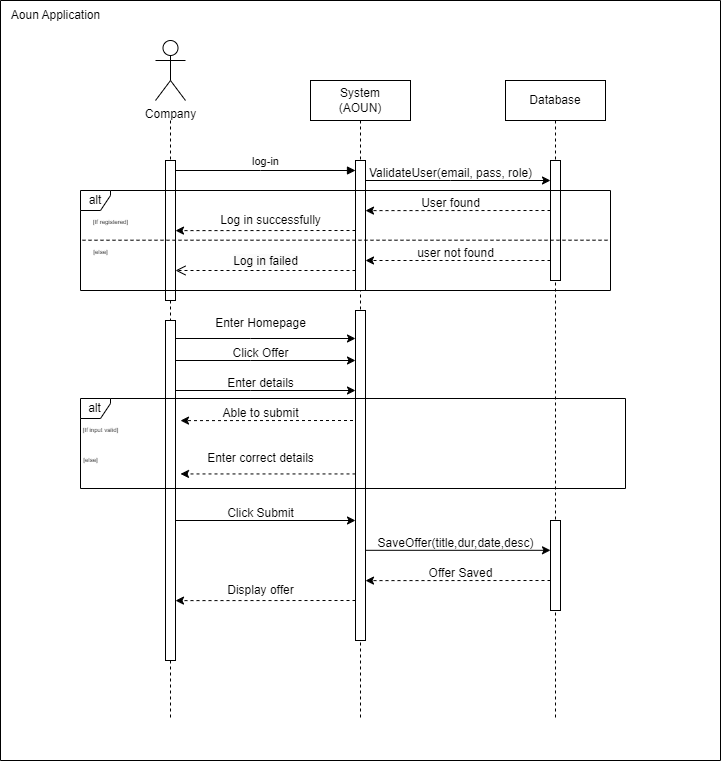 Aoun Application
Company
System
(AOUN)
Database
log-in
ValidateUser(email, pass, role)
alt
User found
[If registered]
Log in successfully
[else]
user not found
Log in failed
Enter Homepage
Click Offer
Enter details
alt
Able to submit
[If input valid]
Enter correct details
[else]
Click Submit
SaveOffer(title,dur,date,desc)
Offer Saved
Display offer